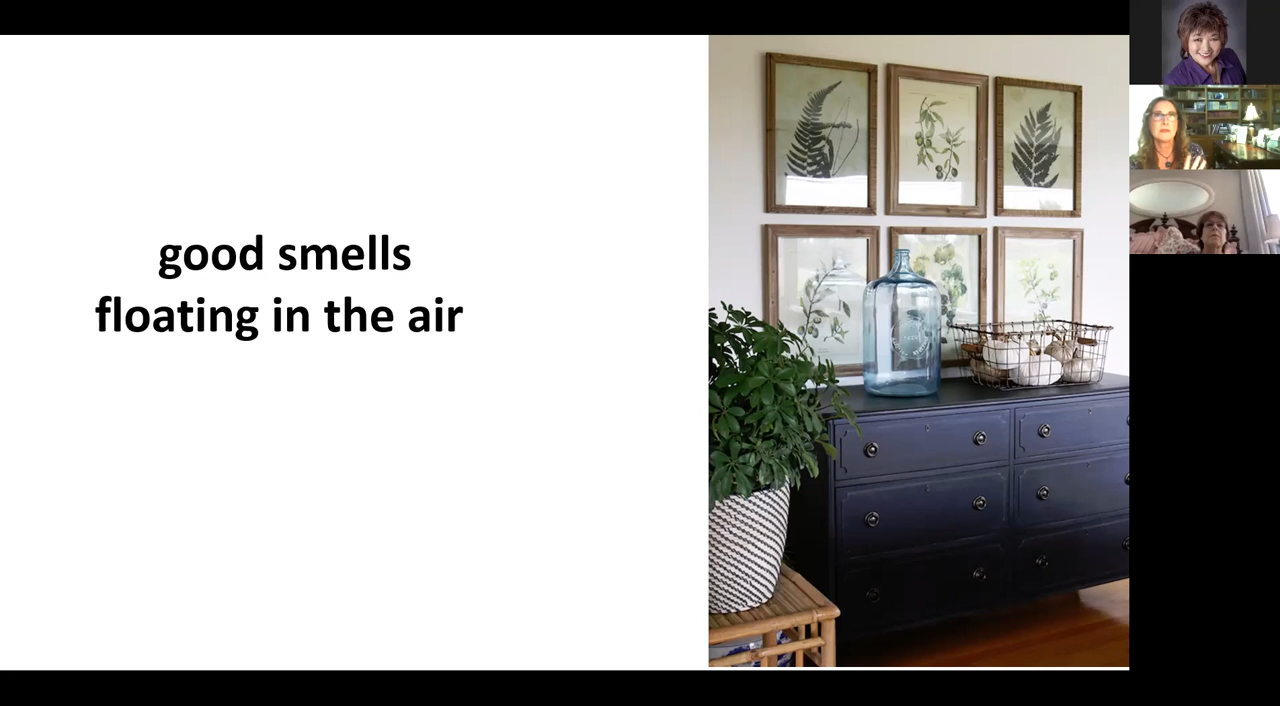 good smells
floating in the air